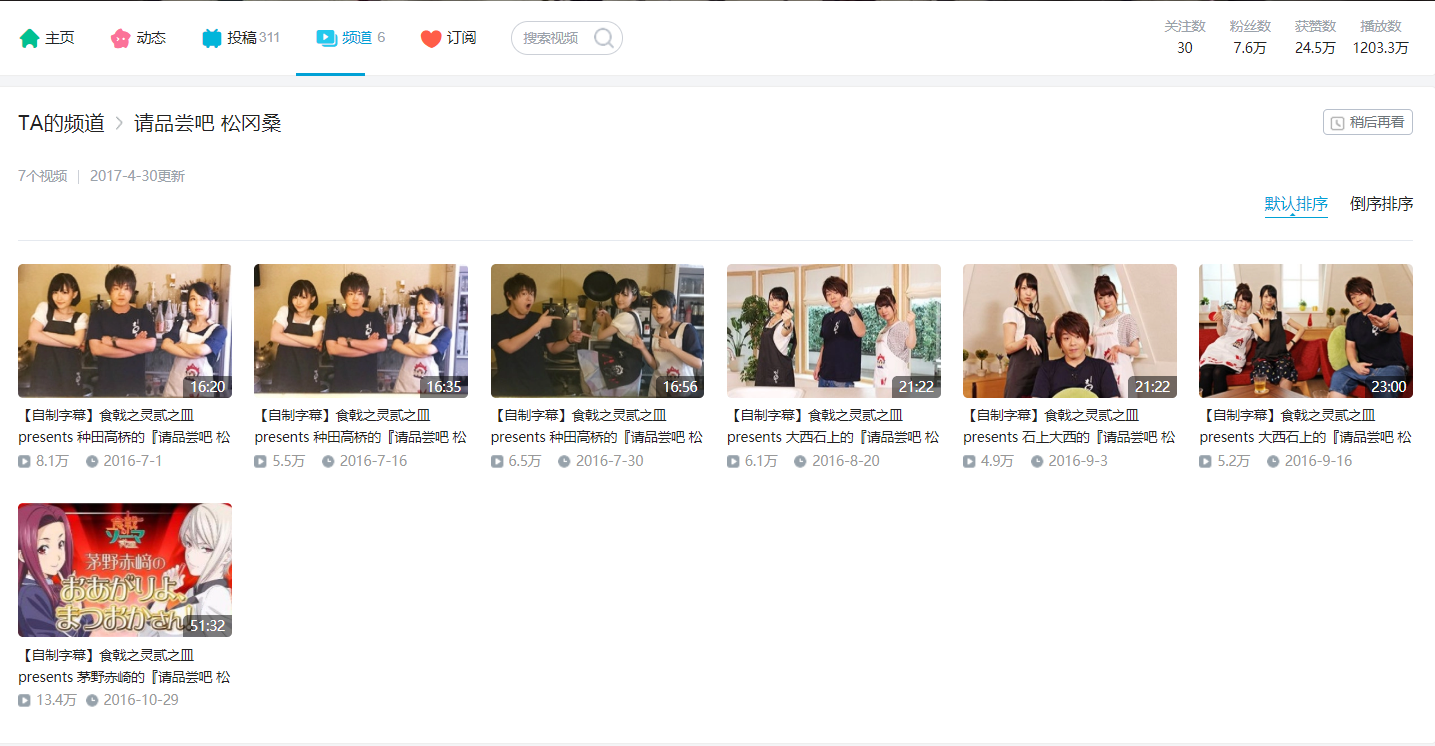 主页 动态 投稿 311 频道 6 订阅 搜索视频 关注数 粉丝数 获赞数 播放数
30 7.6万 24.5万 1203.3万
TA的频道 > 请品尝吧 松冈桑 稍后再看
7个视频 | 2017-4-30更新
默认排序 倒序排序
16:20 16:35 16:56 21:22 21:22 23:00
【自制字幕】食戟之灵贰之皿
presents 种田高桥的『请品尝吧 松
8.1万 2016-7-1
【自制字幕】食戟之灵贰之皿
presents 种田高桥的『请品尝吧 松
5.5万 2016-7-16
【自制字幕】食戟之灵贰之皿
presents 种田高桥的『请品尝吧 松
6.5万 2016-7-30
【自制字幕】食戟之灵贰之皿
presents 大西石上的『请品尝吧 松
6.1万 2016-8-20
【自制字幕】食戟之灵贰之皿
presents 石上大西的『请品尝吧 松
4.9万 2016-9-3
【自制字幕】食戟之灵贰之皿
presents 大西石上的『请品尝吧 松
5.2万 2016-9-16
食戟
ソーマ
茅野赤﨑の
おあがりよ、
まつおかさん!
51:32
【自制字幕】食戟之灵贰之皿
presents 茅野赤崎的『请品尝吧 松
13.4万 2016-10-29